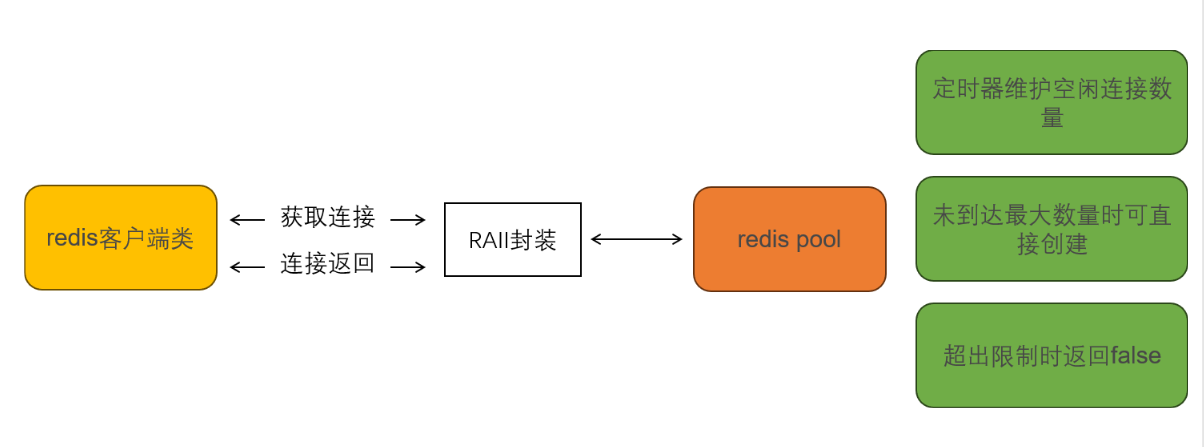 redis客户端类
获取连接
连接返回
RAII封装
redis pool
定时器维护空闲连接数
量
未到达最大数量时可直
接创建
超出限制时返回false